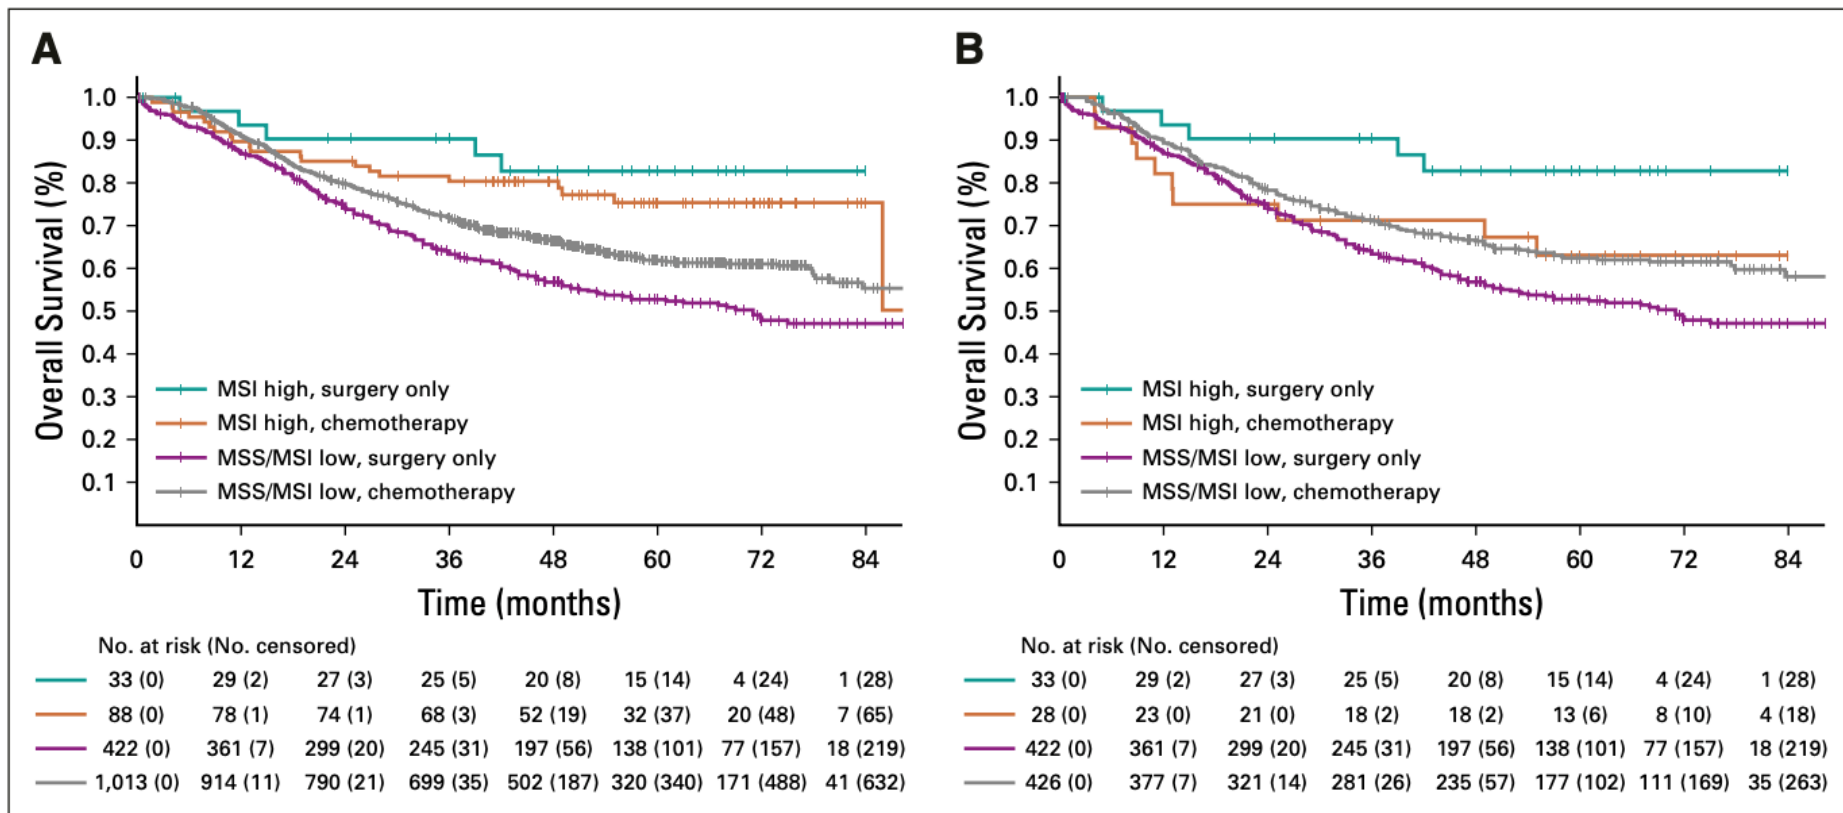 A
Overall Survival (%)
1.0
0.9
0.8
0.7
0.6
0.5
0.4
0.3
0.2
0.1
MSI high, surgery only
MSI high, chemotherapy
MSS/MSI low, surgery only
MSS/MSI low, chemotherapy
0 12 24 36 48 60 72 84
Time (months)
No. at risk (No. censored)
33 (0) 29 (2) 27 (3) 25 (5) 20 (8) 15 (14) 4 (24) 1 (28)
88 (0) 78 (1) 74 (1) 68 (3) 52 (19) 32 (37) 20 (48) 7 (65)
422 (0) 361 (7) 299 (20) 245 (31) 197 (56) 138 (101) 77 (157) 18 (219)
1,013 (0) 914 (11) 790 (21) 699 (35) 502 (187) 320 (340) 171 (488) 41 (632)
B
Overall Survival (%)
1.0
0.9
0.8
0.7
0.6
0.5
0.4
0.3
0.2
0.1
MSI high, surgery only
MSI high, chemotherapy
MSS/MSI low, surgery only
MSS/MSI low, chemotherapy
0 12 24 36 48 60 72 84
Time (months)
No. at risk (No. censored)
33 (0) 29 (2) 27 (3) 25 (5) 20 (8) 15 (14) 4 (24) 1 (28)
28 (0) 23 (0) 21 (0) 18 (2) 18 (2) 13 (6) 8 (10) 4 (18)
422 (0) 361 (7) 299 (20) 245 (31) 197 (56) 138 (101) 77 (157) 18 (219)
426 (0) 377 (7) 321 (14) 281 (26) 235 (57) 177 (102) 111 (169) 35 (263)